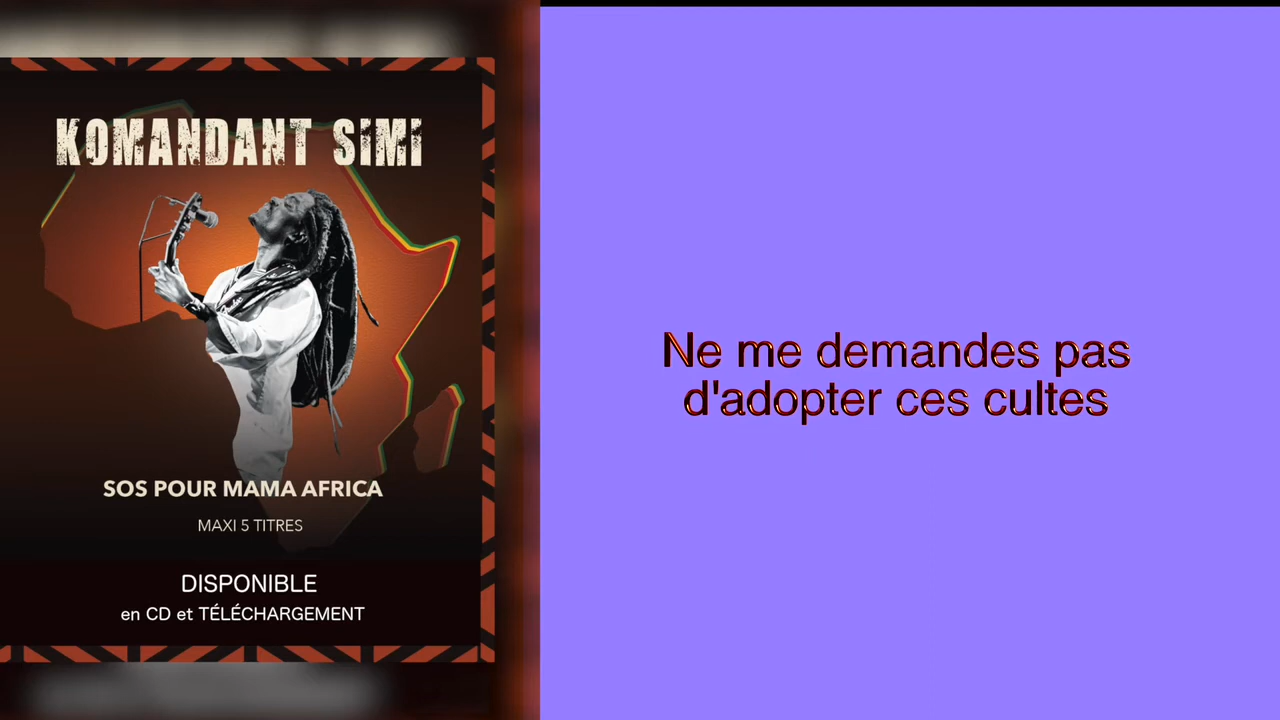 KOMANDANT SIMI
SOS POUR MAMA AFRICA
MAXI 5 TITRES
DISPONIBLE
en CD et TÉLÉCHARGEMENT
Ne me demandes pas
d'adopter ces cultes